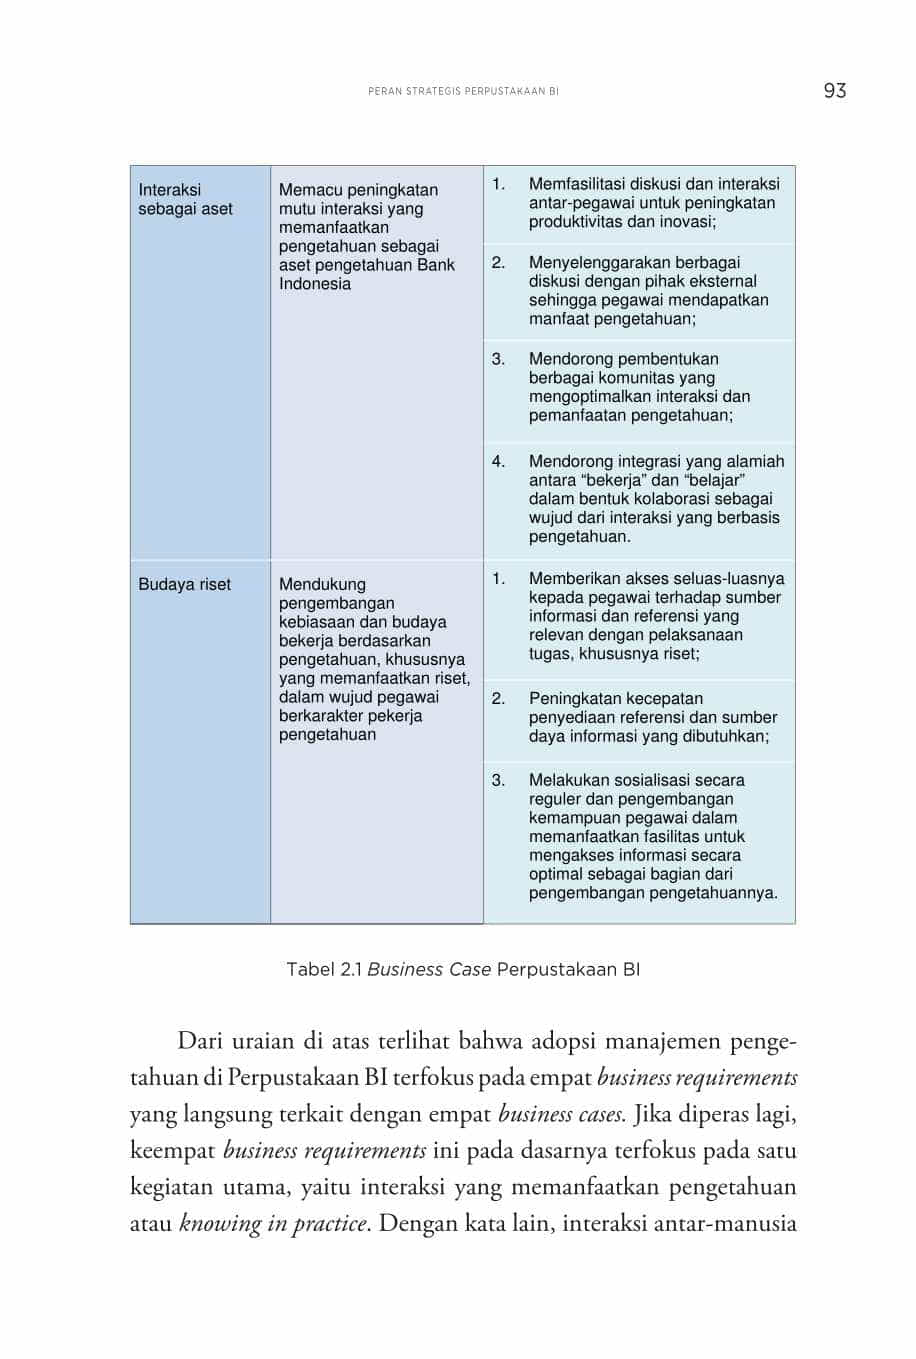 PERAN STRATEGIS PERPUSTAKAAN BI
93
Interaksi
sebagai aset
Memacu peningkatan
mutu interaksi yang
memanfaatkan
pengetahuan sebagai
aset pengetahuan Bank
Indonesia
1. Memfasilitasi diskusi dan interaksi
antar-pegawai untuk peningkatan
produktivitas dan inovasi;
2. Menyelenggarakan berbagai
diskusi dengan pihak eksternal
sehingga pegawai mendapatkan
manfaat pengetahuan;
3. Mendorong pembentukan
berbagai komunitas yang
mengoptimalkan interaksi dan
pemanfaatan pengetahuan;
4. Mendorong integrasi yang alamiah
antara “bekerja” dan “belajar”
dalam bentuk kolaborasi sebagai
wujud dari interaksi yang berbasis
pengetahuan.
Budaya riset
Mendukung
pengembangan
kebiasaan dan budaya
bekerja berdasarkan
pengetahuan, khususnya
yang memanfaatkan riset,
dalam wujud pegawai
berkarakter pekerja
pengetahuan
1. Memberikan akses seluas-luasnya
kepada pegawai terhadap sumber
informasi dan referensi yang
relevan dengan pelaksanaan
tugas, khususnya riset;
2. Peningkatan kecepatan
penyediaan referensi dan sumber
daya informasi yang dibutuhkan;
3. Melakukan sosialisasi secara
reguler dan pengembangan
kemampuan pegawai dalam
memanfaatkan fasilitas untuk
mengakses informasi secara
optimal sebagai bagian dari
pengembangan pengetahuannya.
Tabel 2.1 Business Case Perpustakaan BI
Dari uraian di atas terlihat bahwa adopsi manajemen penge-
tahuan di Perpustakaan BI terfokus pada empat business requirements
yang langsung terkait dengan empat business cases. Jika diperas lagi,
keempat business requirements ini pada dasarnya terfokus pada satu
kegiatan utama, yaitu interaksi yang memanfaatkan pengetahuan
atau knowing in practice. Dengan kata lain, interaksi antar-manusia